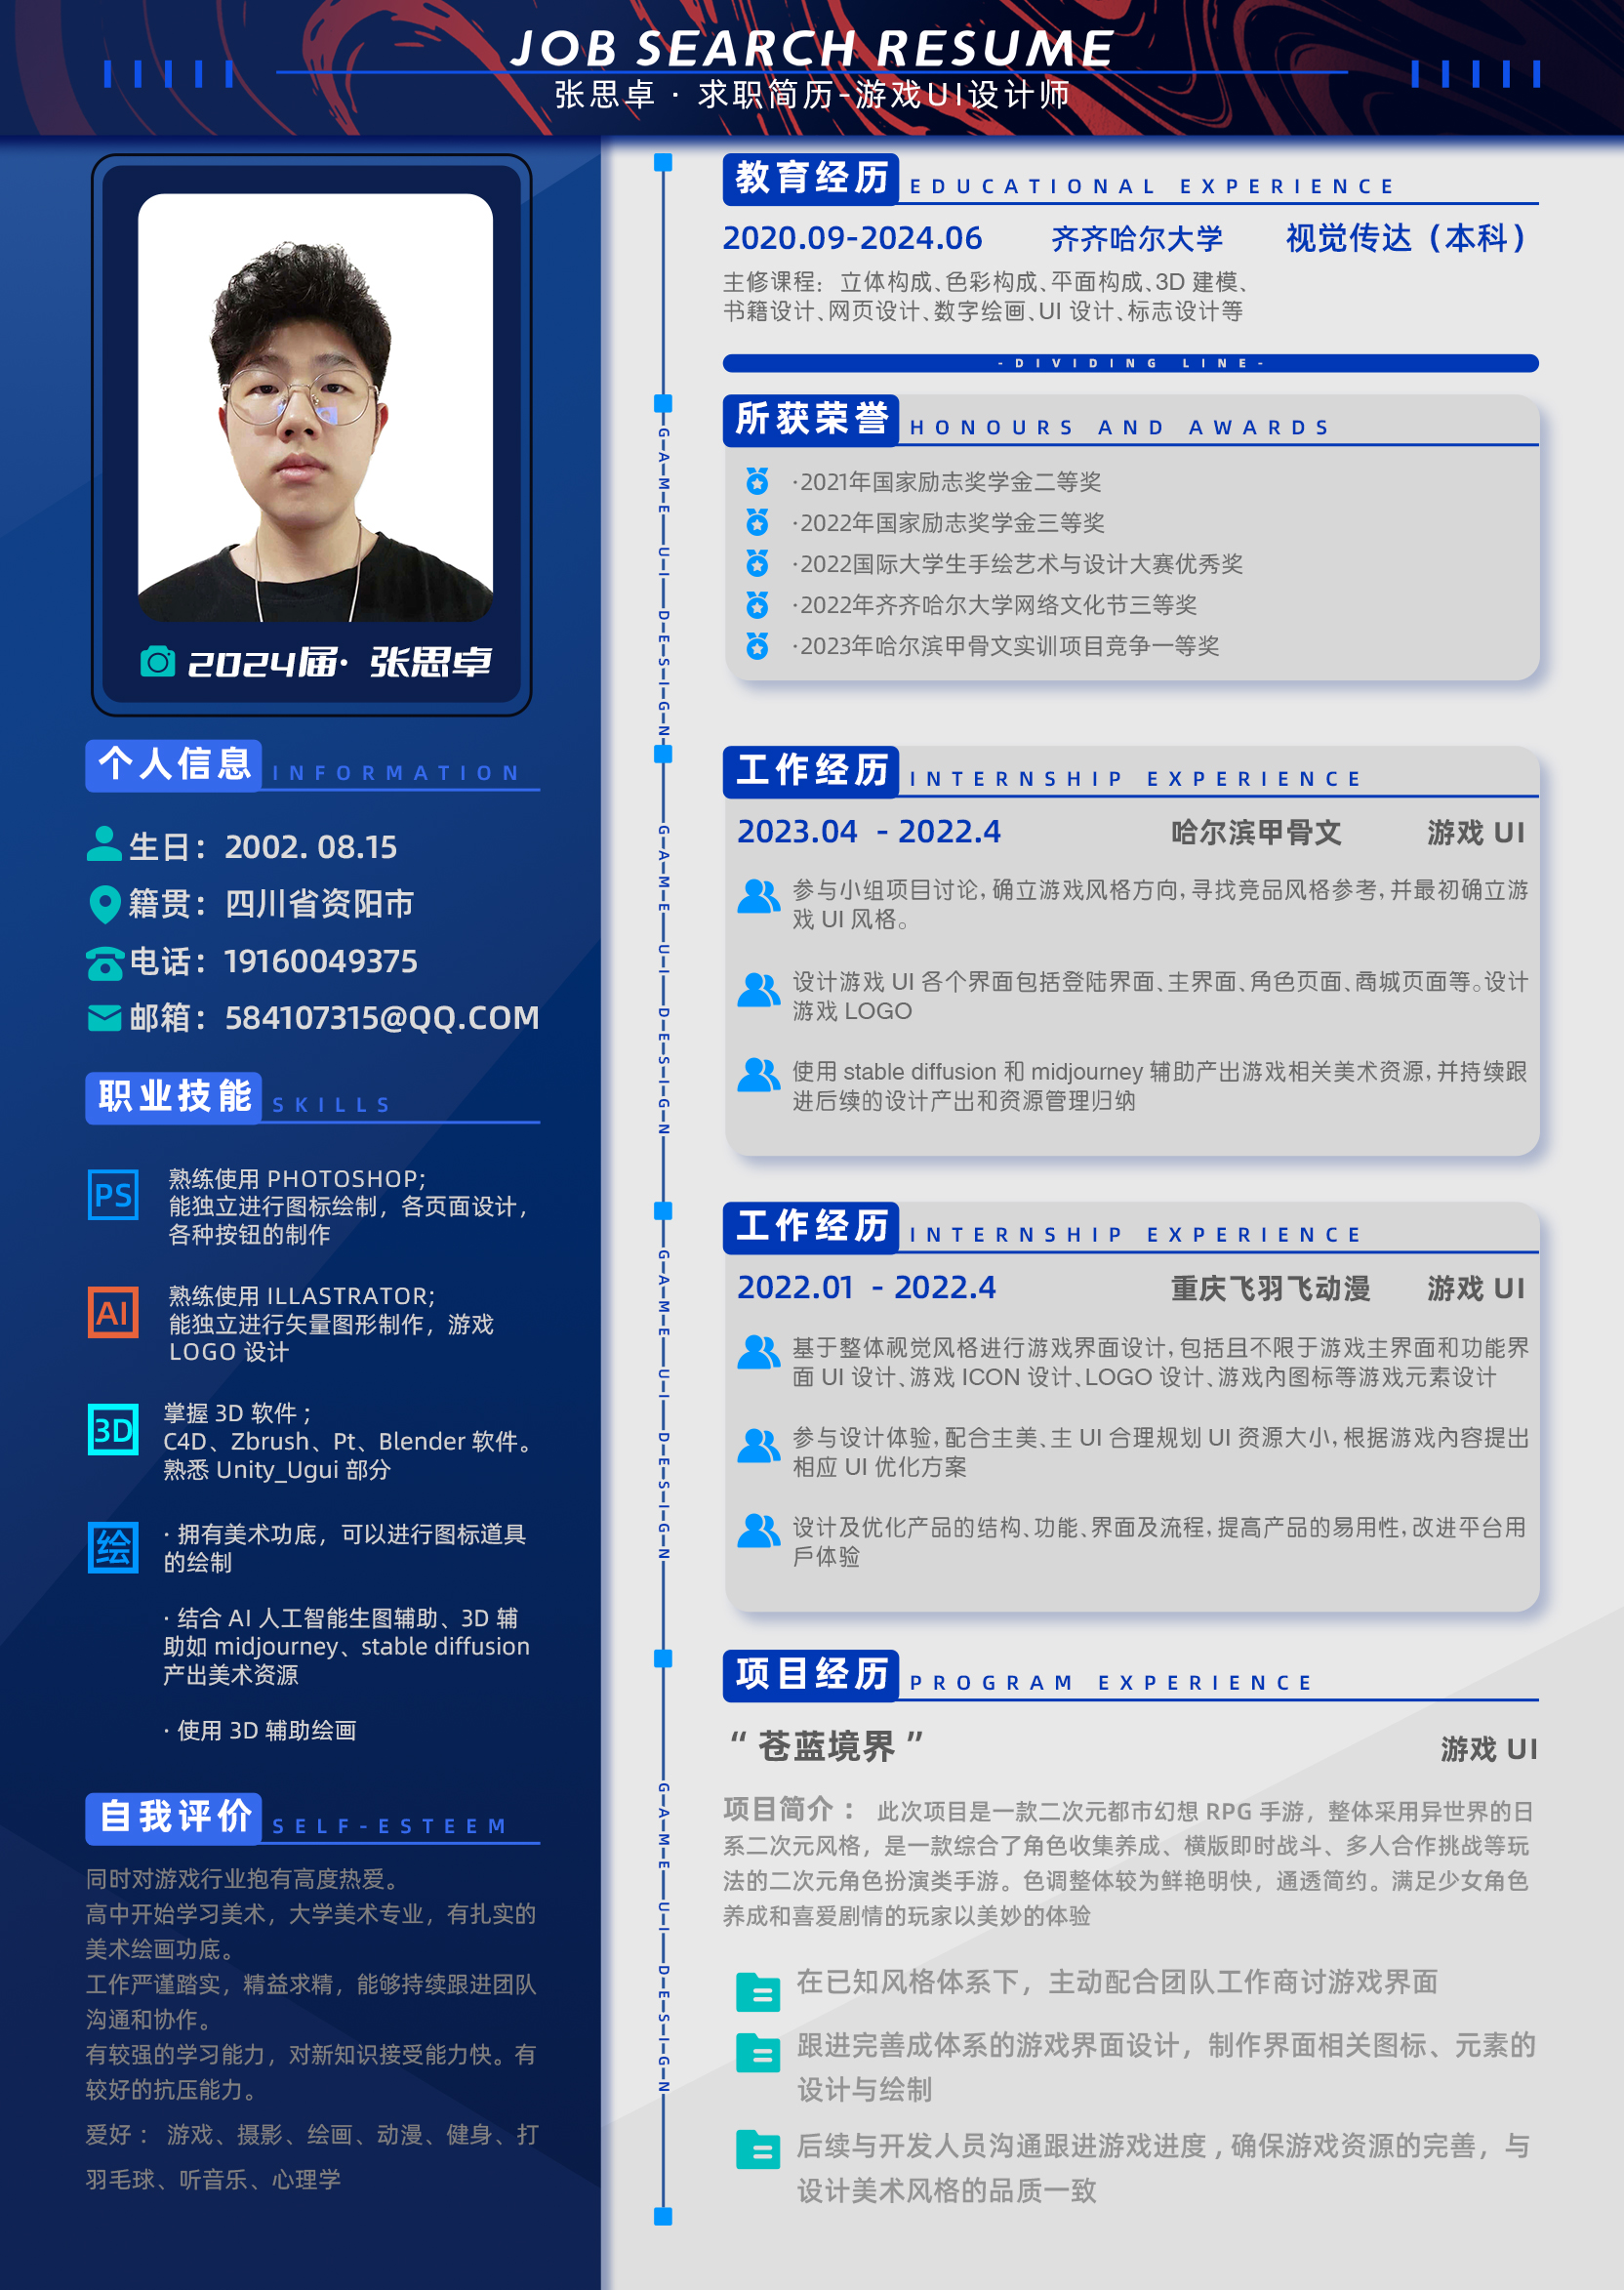 JOB SEARCH RESUME
张思卓 · 求职简历-游戏UI设计师
2024届· 张思卓
个人信息 INFORMATION
生日：2002. 08.15
籍贯：四川省资阳市
电话：19160049375
邮箱：584107315@QQ.COM
职业技能 SKILLS
PS
熟练使用 PHOTOSHOP;
能独立进行图标绘制，各页面设计，
各种按钮的制作
AI
熟练使用 ILLASTRATOR;
能独立进行矢量图形制作，游戏
LOGO 设计
3D
掌握 3D 软件 ;
C4D、Zbrush、Pt、Blender 软件。
熟悉 Unity_Ugui 部分
绘
· 拥有美术功底，可以进行图标道具
的绘制
· 结合 AI 人工智能生图辅助、3D 辅
助如 midjourney、stable diffusion
产出美术资源
· 使用 3D 辅助绘画
自我评价 SELF-ESTEEM
同时对游戏行业抱有高度热爱。
高中开始学习美术，大学美术专业，有扎实的
美术绘画功底。
工作严谨踏实，精益求精，能够持续跟进团队
沟通和协作。
有较强的学习能力，对新知识接受能力快。有
较好的抗压能力。
爱好 ： 游戏、摄影、绘画、动漫、健身、打
羽毛球、听音乐、心理学
G-A-M-E — U-I — D-E-S-I-G-N
G-A-M-E — U-I — D-E-S-I-G-N
G-A-M-E — U-I — D-E-S-I-G-N
G-A-M-E — U-I — D-E-S-I-G-N
教育经历 EDUCATIONAL EXPERIENCE
2020.09-2024.06 齐齐哈尔大学 视觉传达（本科）
主修课程：立体构成、色彩构成、平面构成、3D 建模、
书籍设计、网页设计、数字绘画、UI 设计、标志设计等
-DIVIDING LINE-
所获荣誉 HONOURS AND AWARDS
·2021年国家励志奖学金二等奖
·2022年国家励志奖学金三等奖
·2022国际大学生手绘艺术与设计大赛优秀奖
·2022年齐齐哈尔大学网络文化节三等奖
·2023年哈尔滨甲骨文实训项目竞争一等奖
工作经历 INTERNSHIP EXPERIENCE
2023.04 - 2022.4 哈尔滨甲骨文 游戏 UI
参与小组项目讨论，确立游戏风格方向，寻找竞品风格参考，并最初确立游
戏 UI 风格。
设计游戏 UI 各个界面包括登陆界面、主界面、角色页面、商城页面等。设计
游戏 LOGO
使用 stable diffusion 和 midjourney 辅助产出游戏相关美术资源，并持续跟
进后续的设计产出和资源管理归纳
工作经历 INTERNSHIP EXPERIENCE
2022.01 - 2022.4 重庆飞羽飞动漫 游戏 UI
基于整体视觉风格进行游戏界面设计，包括且不限于游戏主界面和功能界
面 UI 设计、游戏 ICON 设计、LOGO 设计、游戏内图标等游戏元素设计
参与设计体验，配合主美、主 UI 合理规划 UI 资源大小，根据游戏内容提出
相应 UI 优化方案
设计及优化产品的结构、功能、界面及流程，提高产品的易用性，改进平台用
户体验
项目经历 PROGRAM EXPERIENCE
“ 苍蓝境界 ” 游戏 UI
项目简介 ： 此次项目是一款二次元都市幻想 RPG 手游，整体采用异世界的日
系二次元风格，是一款综合了角色收集养成、横版即时战斗、多人合作挑战等玩
法的二次元角色扮演类手游。色调整体较为鲜艳明快，通透简约。满足少女角色
养成和喜爱剧情的玩家以美妙的体验
在已知风格体系下，主动配合团队工作商讨游戏界面
跟进完善成体系的游戏界面设计，制作界面相关图标、元素的
设计与绘制
后续与开发人员沟通跟进游戏进度 , 确保游戏资源的完善，与
设计美术风格的品质一致